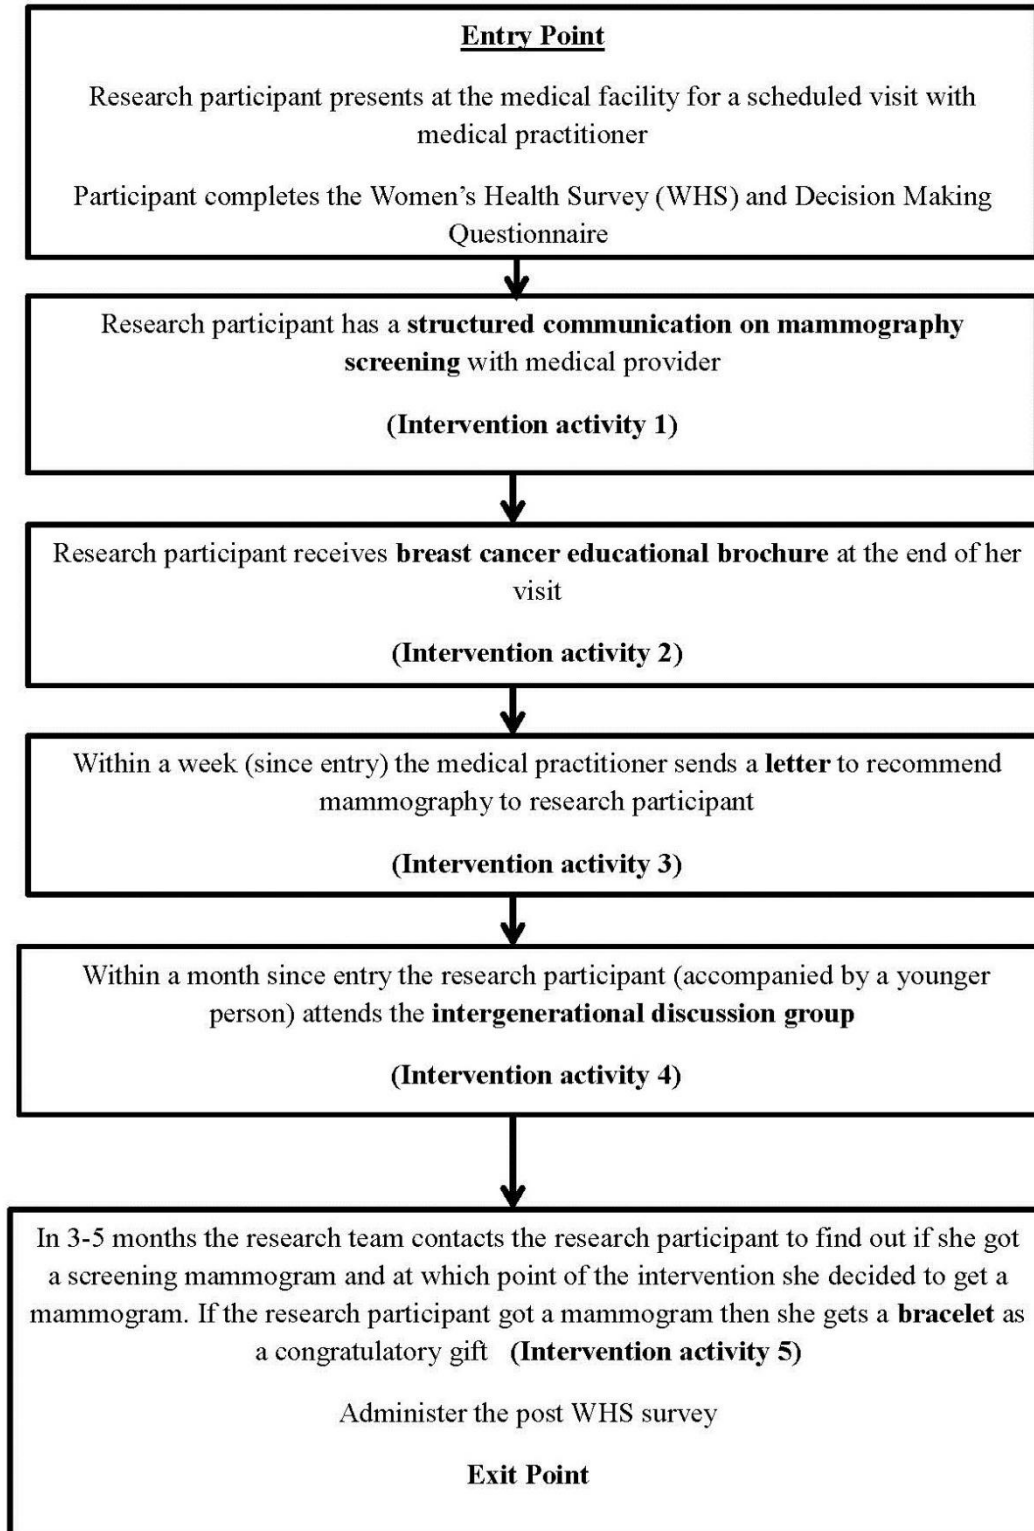 Entry Point
Research participant presents at the medical facility for a scheduled visit with
medical practitioner
Participant completes the Women's Health Survey (WHS) and Decision Making
Questionnaire
Research participant has a structured communication on mammography
screening with medical provider
(Intervention activity 1)
Research participant receives breast cancer educational brochure at the end of her
visit
(Intervention activity 2)
Within a week (since entry) the medical practitioner sends a letter to recommend
mammography to research participant
(Intervention activity 3)
Within a month since entry the research participant (accompanied by a younger
person) attends the intergenerational discussion group
(Intervention activity 4)
In 3-5 months the research team contacts the research participant to find out if she got
a screening mammogram and at which point of the intervention she decided to get a
mammogram. If the research participant got a mammogram then she gets a bracelet as
a congratulatory gift (Intervention activity 5)
Administer the post WHS survey
Exit Point